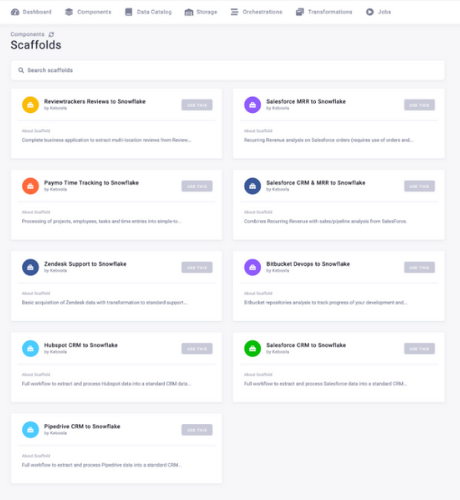 Dashboard Components Data Catalog Storage Orchestrations Transformations Jobs
Components
Scaffolds
Search scaffolds
Reviewtrackers Reviews to Snowflake
by Keboola
USE THIS
About Scaffold
Complete business application to extract multi-location reviews from Review...
Salesforce MRR to Snowflake
by Keboola
USE THIS
About Scaffold
Recurring Revenue analysis on Salesforce orders (requires use of orders and...
Paymo Time Tracking to Snowflake
by Keboola
USE THIS
About Scaffold
Processing of projects, employees, tasks and time entries into simple to...
Salesforce CRM & MRR to Snowflake
by Keboola
USE THIS
About Scaffold
Combines Recurring Revenue with sales/pipeline analysis from Salesforce
Zendesk Support to Snowflake
by Keboola
USE THIS
About Scaffold
Basic acquisition of Zendesk data with transformation to standard support...
Bitbucket Devops to Snowflake
by Keboola
USE THIS
About Scaffold
Bitbucket repositories analysis to track progress of your development and...
Hubspot CRM to Snowflake
by Keboola
USE THIS
About Scaffold
Full workflow to extract and process Hubspot data into a standard CRM data...
Salesforce CRM to Snowflake
by Keboola
USE THIS
About Scaffold
Full workflow to extract and process Salesforce data into a standard CRM...
Pipedrive CRM to Snowflake
by Keboola
USE THIS
About Scaffold
Full workflow to extract and process Pipedrive data into a standard CRM...